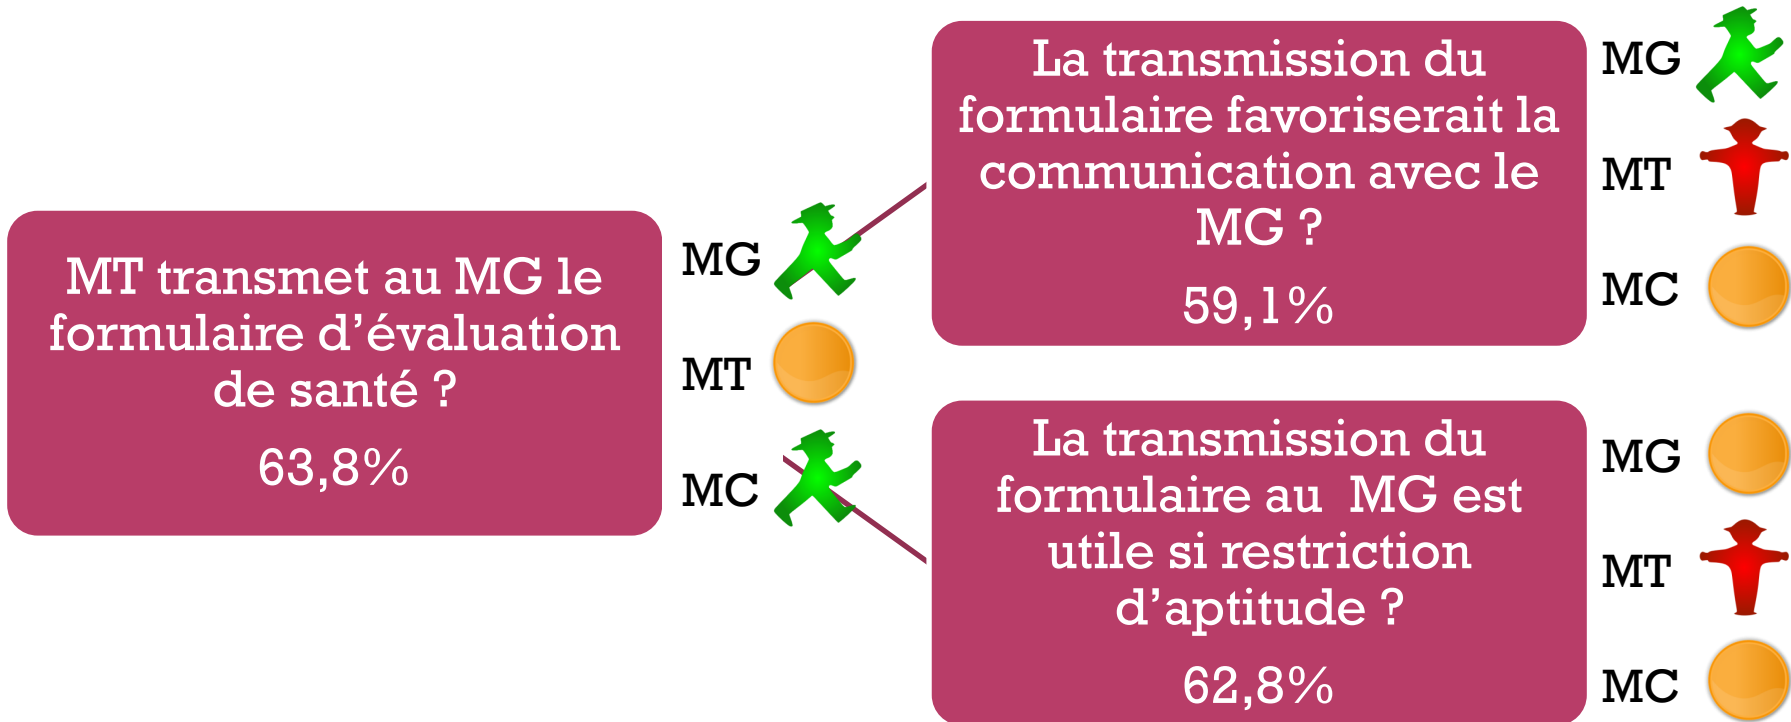 MT transmet au MG le
formulaire d’évaluation
de santé ?
63,8%
MG
MT
MC
La transmission du
formulaire favoriserait la
communication avec le
MG ?
59,1%
MG
MT
MC
La transmission du
formulaire au  MG est
utile si restriction
d’aptitude ?
62,8%
MG
MT
MC